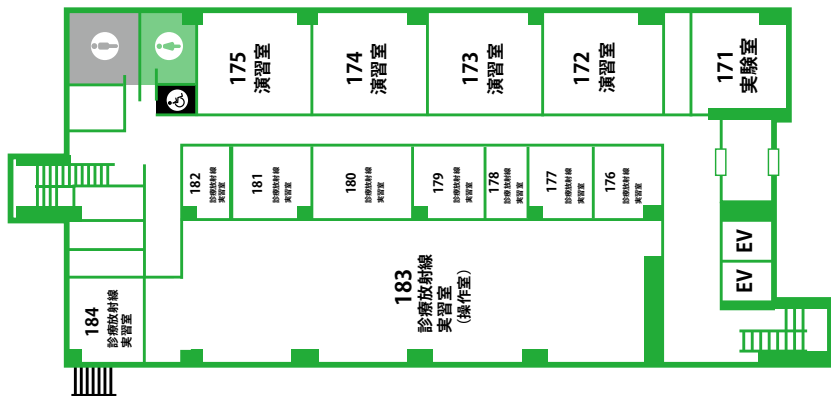 175
演習室
174
演習室
173
演習室
172
演習室
171
実験室
182
診療放射線
実習室
181
診療放射線
実習室
180
診療放射線
実習室
179
診療放射線
実習室
178
診療放射線
実習室
177
診療放射線
実習室
176
診療放射線
実習室
EV
EV
183
診療放射線
実習室
(操作室)
184
診療放射線
実習室